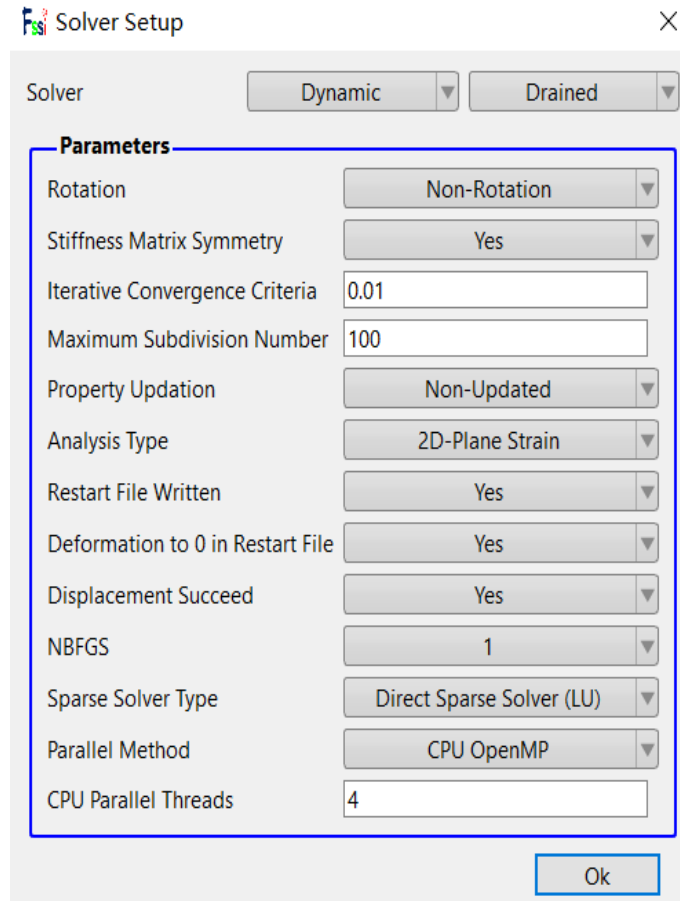 Fssi Solver Setup
Solver Dynamic Drained
Parameters
Rotation Non-Rotation
Stiffness Matrix Symmetry Yes
Iterative Convergence Criteria 0.01
Maximum Subdivision Number 100
Property Updation Non-Updated
Analysis Type 2D-Plane Strain
Restart File Written Yes
Deformation to 0 in Restart File Yes
Displacement Succeed Yes
NBFGS 1
Sparse Solver Type Direct Sparse Solver (LU)
Parallel Method CPU OpenMP
CPU Parallel Threads 4
Ok